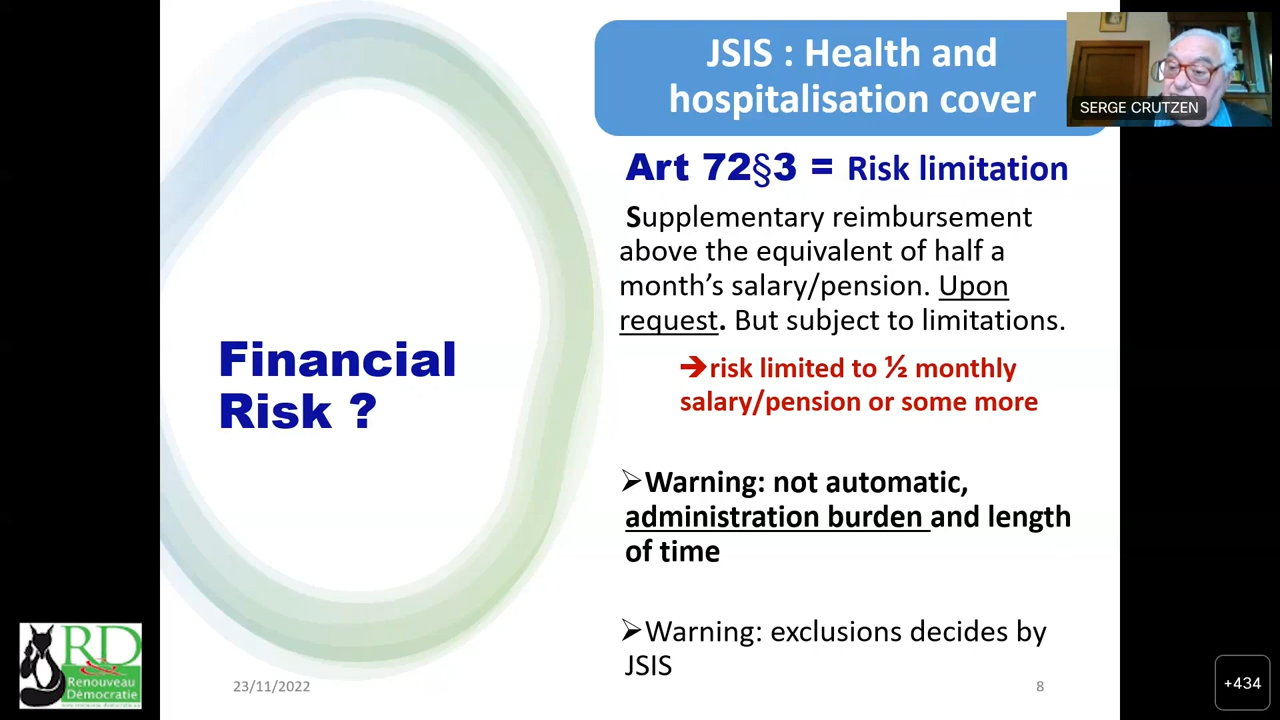 JSIS : Health and
hospitalisation cover
SERGE CRUTZEN
Art 72§3 = Risk limitation
Supplementary reimbursement
above the equivalent of half a
month’s salary/pension. Upon
request. But subject to limitations.
➔risk limited to ½ monthly
salary/pension or some more
Financial
Risk ?
➢Warning: not automatic,
administration burden and length
of time
➢Warning: exclusions decides by
JSIS
RD
Renouveau
Démocratie
23/11/2022
8
+434